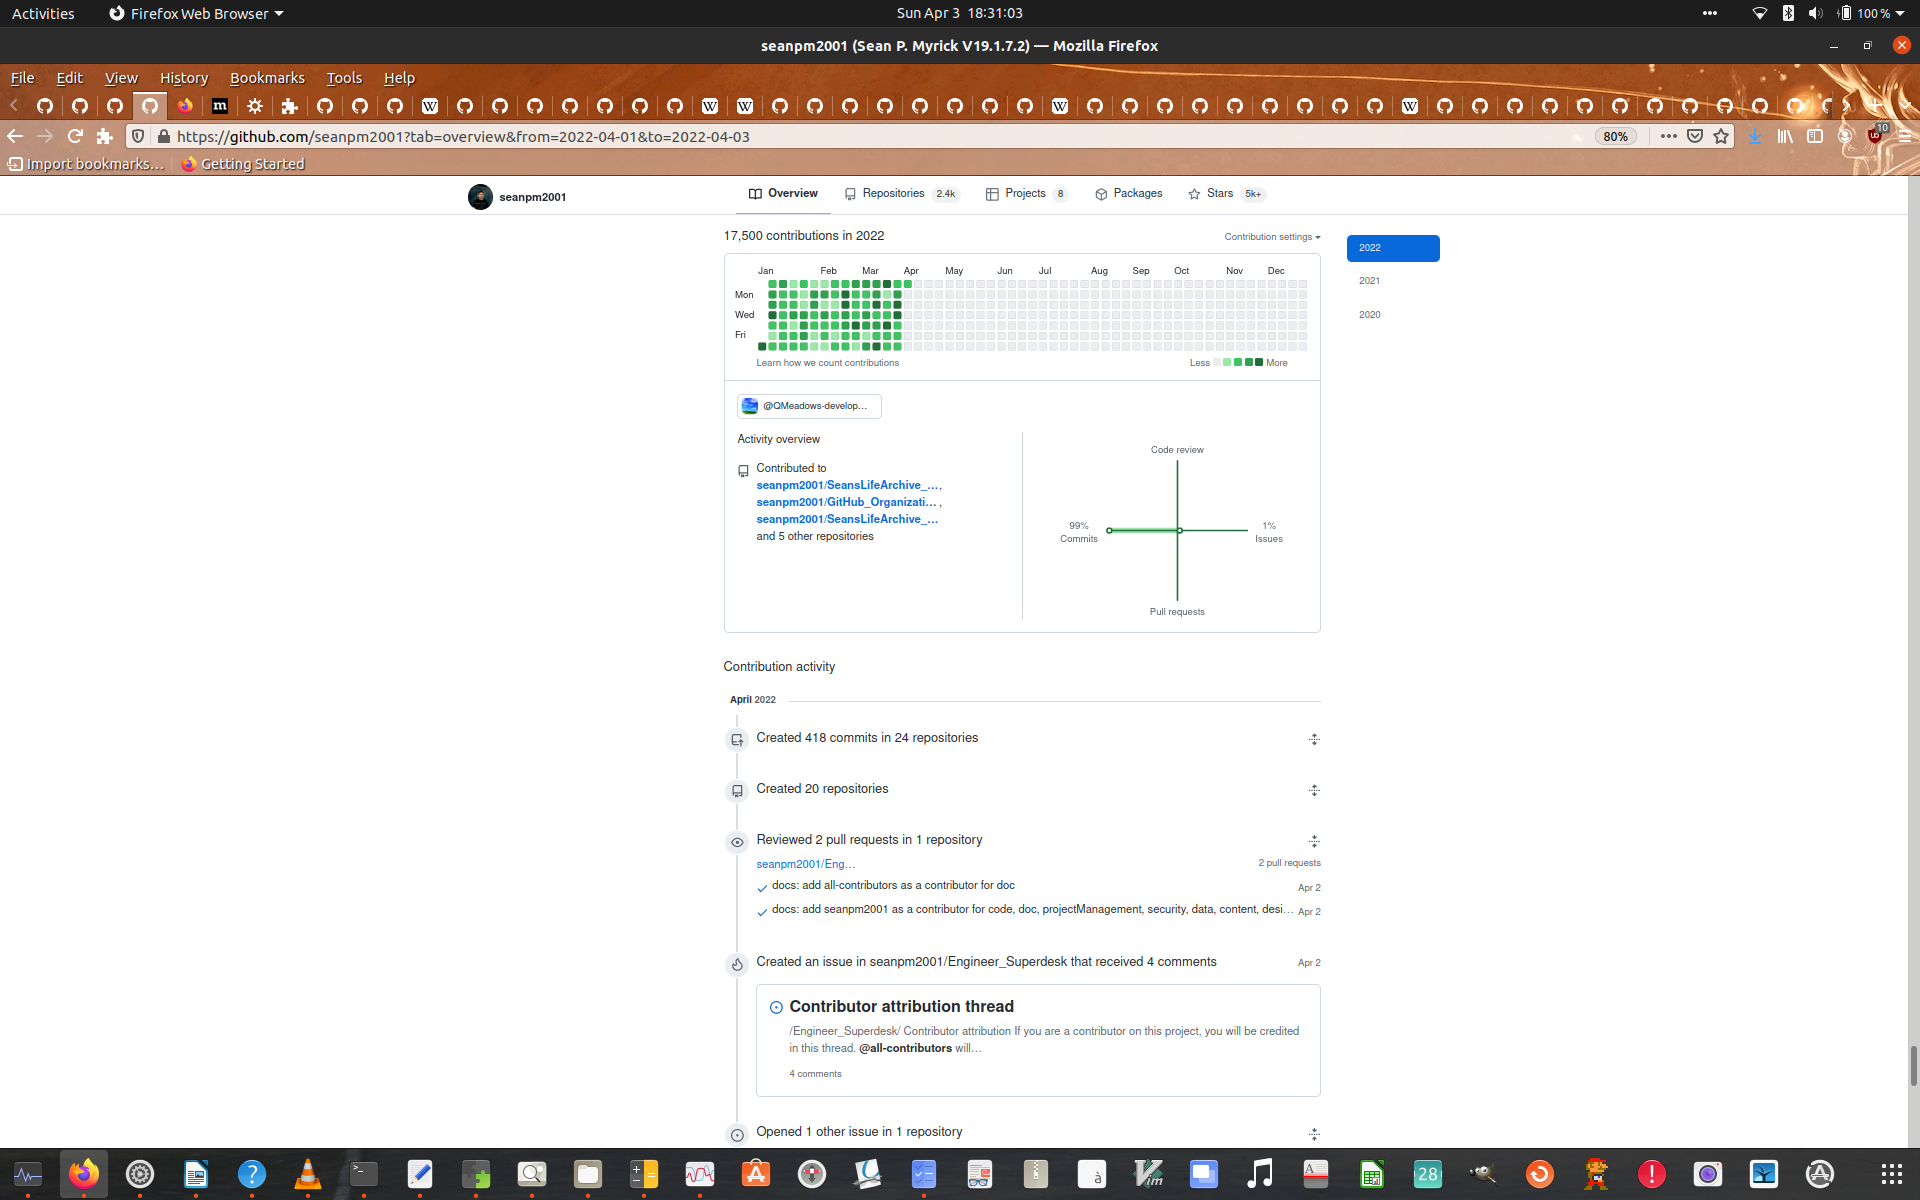 Activities
Firefox Web Browser
Sun Apr 3 18:31:03
100 %
seanpm2001 (Sean P. Myrick V19.1.7.2) — Mozilla Firefox
File Edit View History Bookmarks Tools Help
https://github.com/seanpm2001?tab=overview&from=2022-04-01&to=2022-04-03
80%
10
Import bookmarks...
Getting Started
seanpm2001
Overview
Repositories 2.4k
Projects 8
Packages
Stars 5k+
17,500 contributions in 2022
Contribution settings
2022
2021
2020
Jan Feb Mar Apr May Jun Jul Aug Sep Oct Nov Dec
Mon
Wed
Fri
Learn how we count contributions
Less More
@QMeadows-develop…
Activity overview
Contributed to
seanpm2001/SeansLifeArchive_…,
seanpm2001/GitHub_Organizati… ,
seanpm2001/SeansLifeArchive_…
and 5 other repositories
Code review
99%
Commits
1%
Issues
Pull requests
Contribution activity
April 2022
Created 418 commits in 24 repositories
Created 20 repositories
Reviewed 2 pull requests in 1 repository
seanpm2001/Eng…
2 pull requests
docs: add all-contributors as a contributor for doc
Apr 2
docs: add seanpm2001 as a contributor for code, doc, projectManagement, security, data, content, desi…
Apr 2
Created an issue in seanpm2001/Engineer_Superdesk that received 4 comments
Apr 2
Contributor attribution thread
/Engineer_Superdesk/ Contributor attribution If you are a contributor on this project, you will be credited
in this thread. @all-contributors will…
4 comments
Opened 1 other issue in 1 repository
28